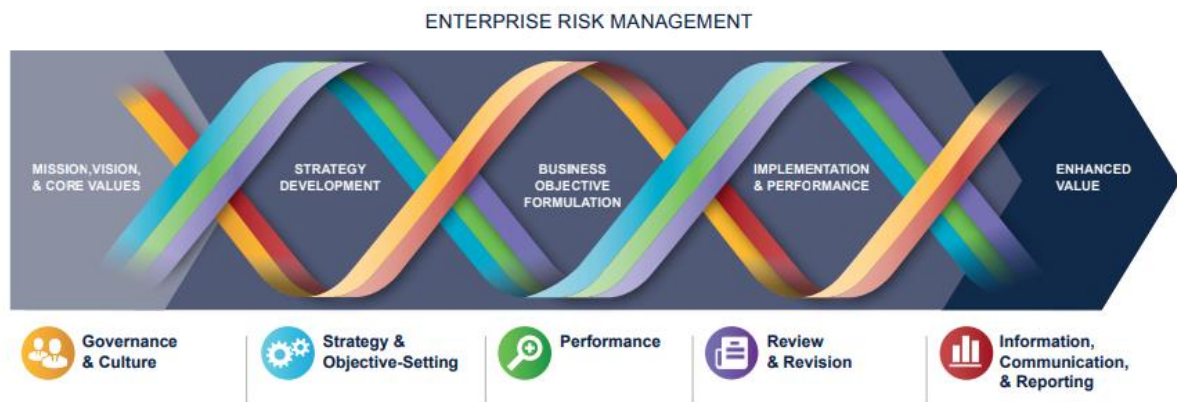 ENTERPRISE RISK MANAGEMENT
MISSION, VISION,
& CORE VALUES
STRATEGY
DEVELOPMENT
BUSINESS
OBJECTIVE
FORMULATION
IMPLEMENTATION
& PERFORMANCE
ENHANCED
VALUE
Governance
& Culture
Strategy &
Objective-Setting
Performance
Review
& Revision
Information,
Communication,
& Reporting